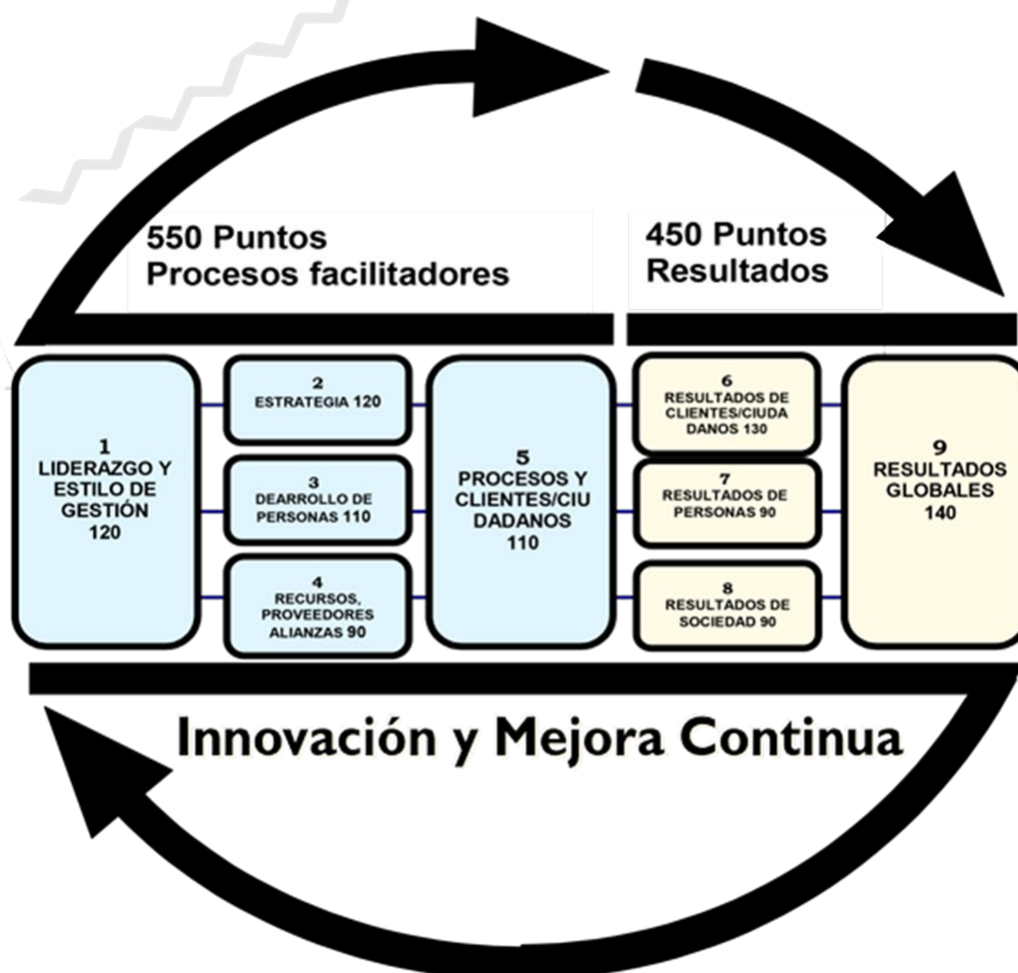 550 Puntos
Procesos facilitadores
450 Puntos
Resultados
1
LIDERAZGO Y
ESTILO DE
GESTIÓN
120
2
ESTRATEGIA 120
3
DEARROLLO DE
PERSONAS 110
4
RECURSOS,
PROVEEDORES
ALIANZAS 90
5
PROCESOS Y
CLIENTES/CIU
DADANOS
110
6
RESULTADOS DE
CLIENTES/CIUDA
DANOS 130
7
RESULTADOS DE
PERSONAS 90
8
RESULTADOS DE
SOCIEDAD 90
9
RESULTADOS
GLOBALES
140
Innovación y Mejora Continua